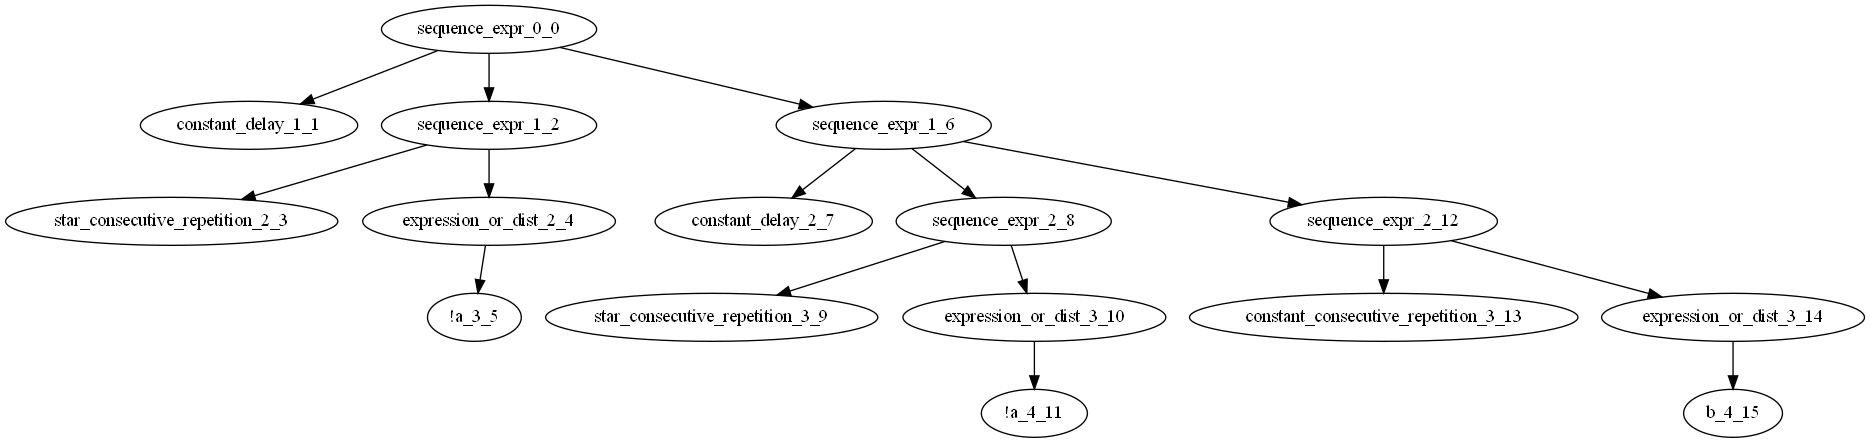 sequence_expr_0_0
constant_delay_1_1
sequence_expr_1_2
sequence_expr_1_6
star_consecutive_repetition_2_3
expression_or_dist_2_4
constant_delay_2_7
sequence_expr_2_8
sequence_expr_2_12
!a_3_5
star_consecutive_repetition_3_9
expression_or_dist_3_10
constant_consecutive_repetition_3_13
expression_or_dist_3_14
!a_4_11
b_4_15